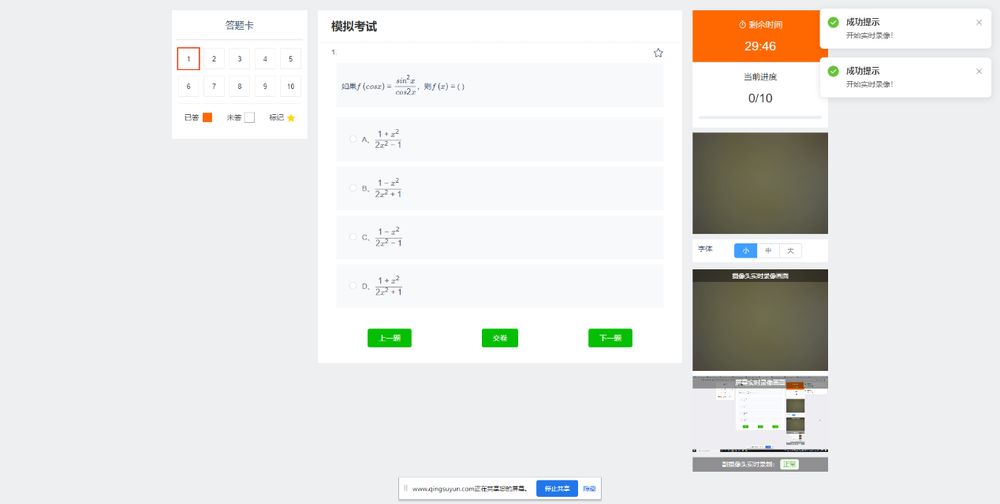 答题卡
1 2 3 4 5
6 7 8 9 10
已答 未答 标记
模拟考试
1.
如果f (cosx) = \frac{sin^2x}{cos2x}，则f (x) = ( )
A、\frac{1 + x^2}{2x^2 − 1}
B、\frac{1 − x^2}{2x^2 + 1}
C、\frac{1 − x^2}{2x^2 − 1}
D、\frac{1 + x^2}{2x^2 + 1}
上一题 交卷 下一题
剩余时间
29:46
当前进度
0/10
字体 小 中 大
摄像头实时录像画面
屏幕实时录像画面
副摄像头实时录制： 正常
成功提示
开始实时录像!
成功提示
开始实时录像!
www.qingsuyun.com正在共享您的屏幕。 停止共享 隐藏